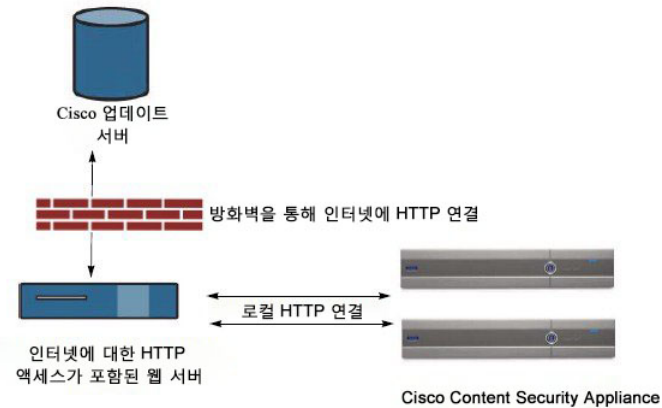 Cisco 업데이트
서버
방화벽을 통해 인터넷에 HTTP 연결
로컬 HTTP 연결
인터넷에 대한 HTTP
액세스가 포함된 웹 서버
Cisco Content Security Appliance